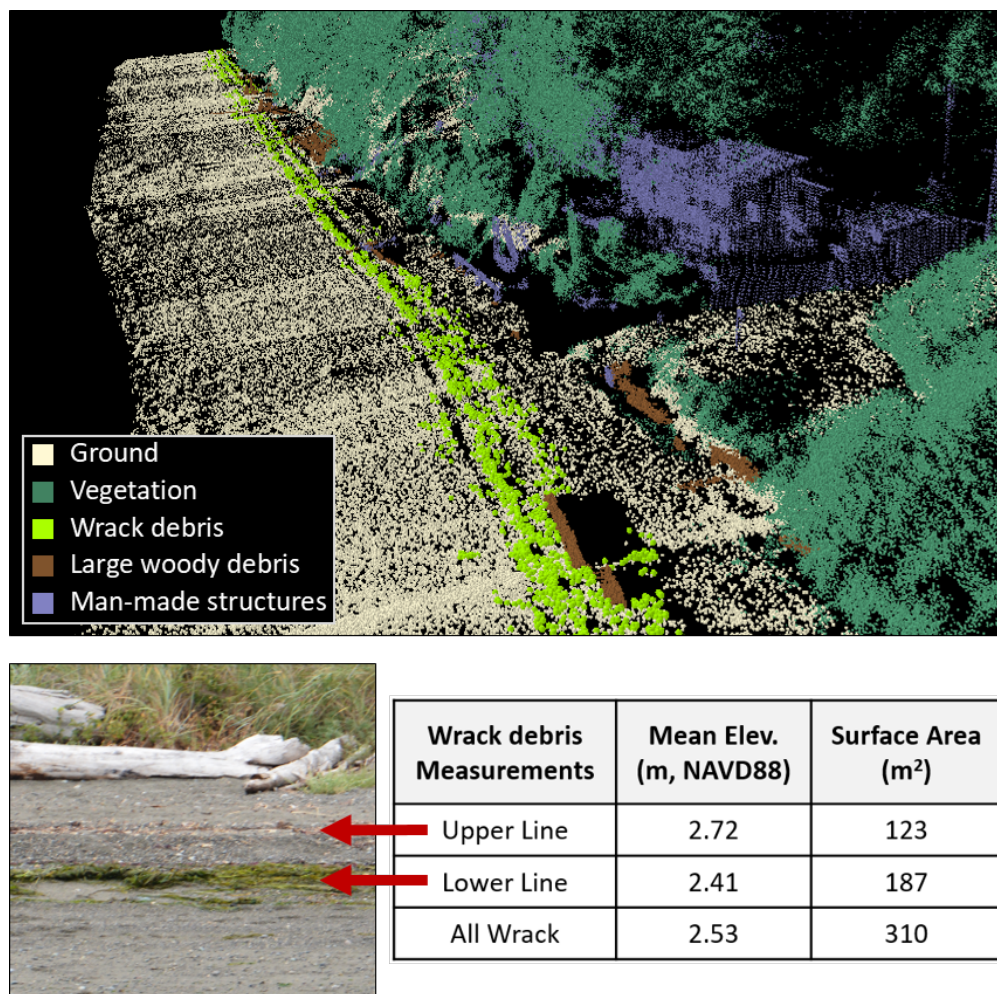 Ground
Vegetation
Wrack debris
Large woody debris
Man-made structures
Wrack debris Measurements
Mean Elev. (m, NAVD88)
Surface Area (m²)
Upper Line 2.72 123
Lower Line 2.41 187
All Wrack 2.53 310